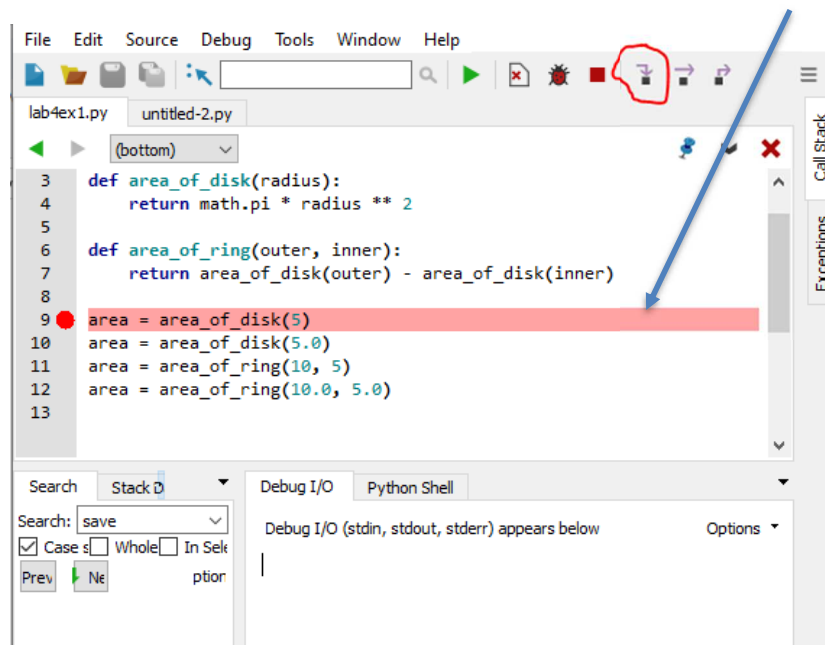 File Edit Source Debug Tools Window Help
lab4ex1.py untitled-2.py
(bottom)
Call Stack
Exceptions
3 def area_of_disk(radius):
4     return math.pi * radius ** 2
5
6 def area_of_ring(outer, inner):
7     return area_of_disk(outer) - area_of_disk(inner)
8
9 area = area_of_disk(5)
10 area = area_of_disk(5.0)
11 area = area_of_ring(10, 5)
12 area = area_of_ring(10.0, 5.0)
13
Search Stack D Debug I/O Python Shell
Search: save
Debug I/O (stdin, stdout, stderr) appears below Options
Case s Whole In Sele
Prev Ne ption